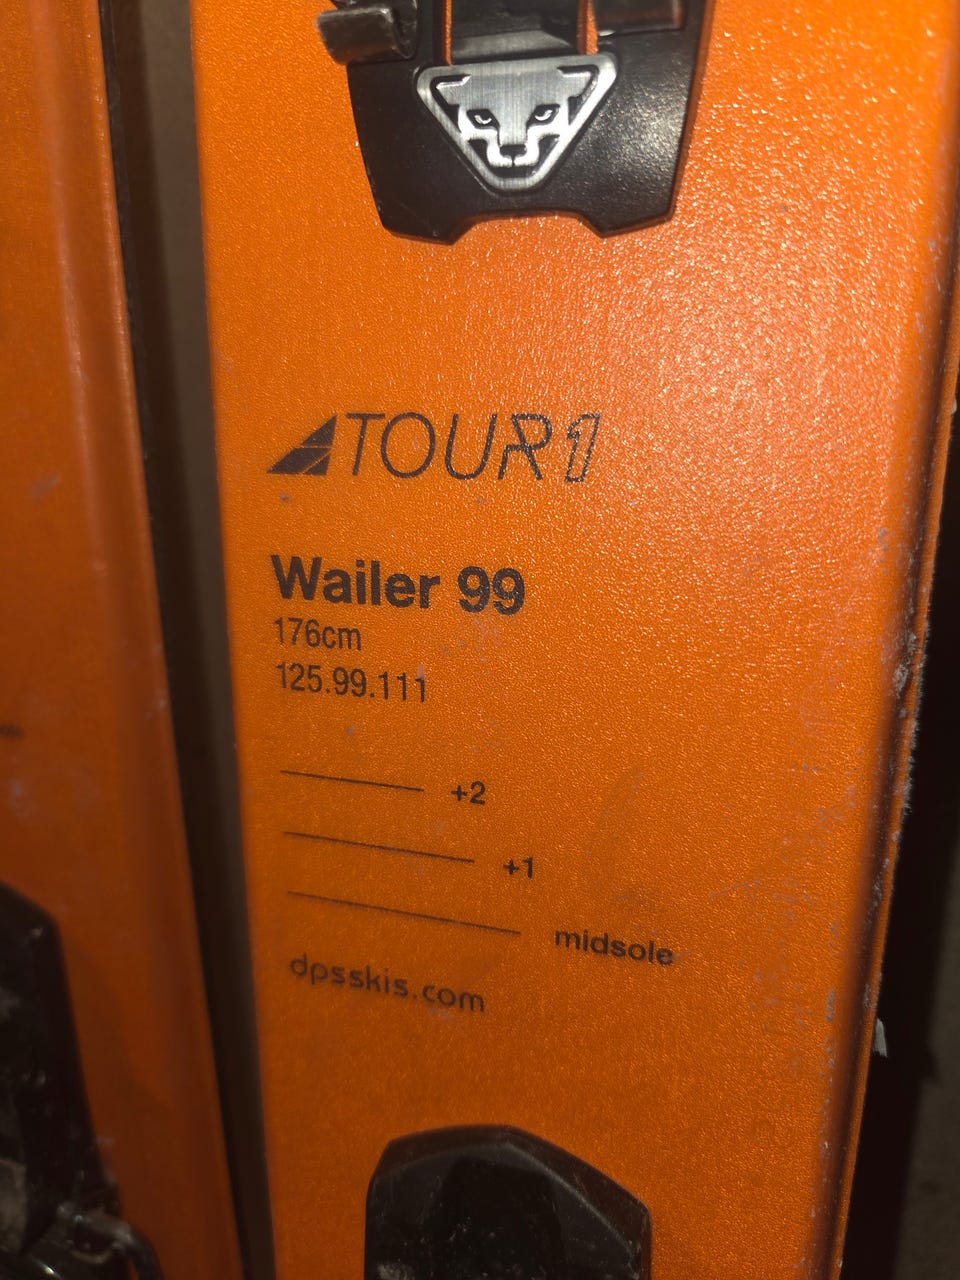 TOUR1
Wailer 99
176cm
125.99.111
+2
+1
midsole
dpsskis.com